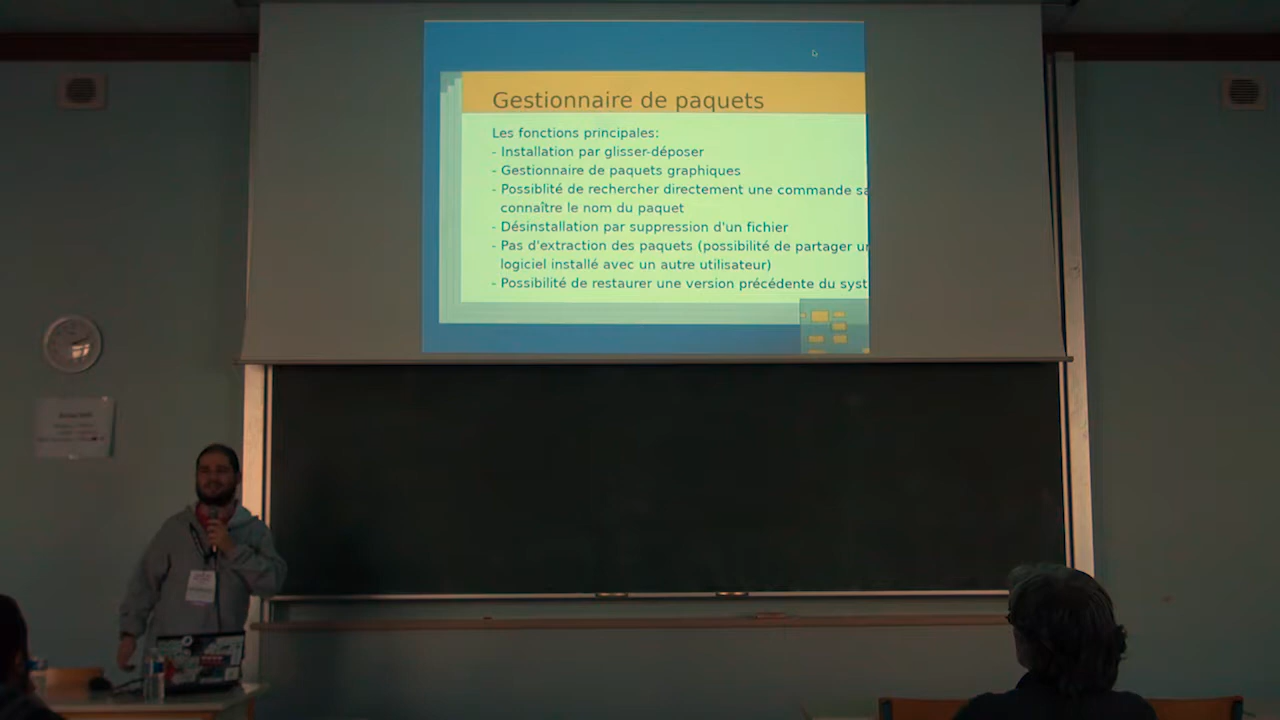 Gestionnaire de paquets
Les fonctions principales:
- Installation par glisser-déposer
- Gestionnaire de paquets graphiques
- Possiblité de rechercher directement une commande sa
connaître le nom du paquet
- Désinstallation par suppression d'un fichier
- Pas d'extraction des paquets (possibilité de partager un
logiciel installé avec un autre utilisateur)
- Possibilité de restaurer une version précédente du syst